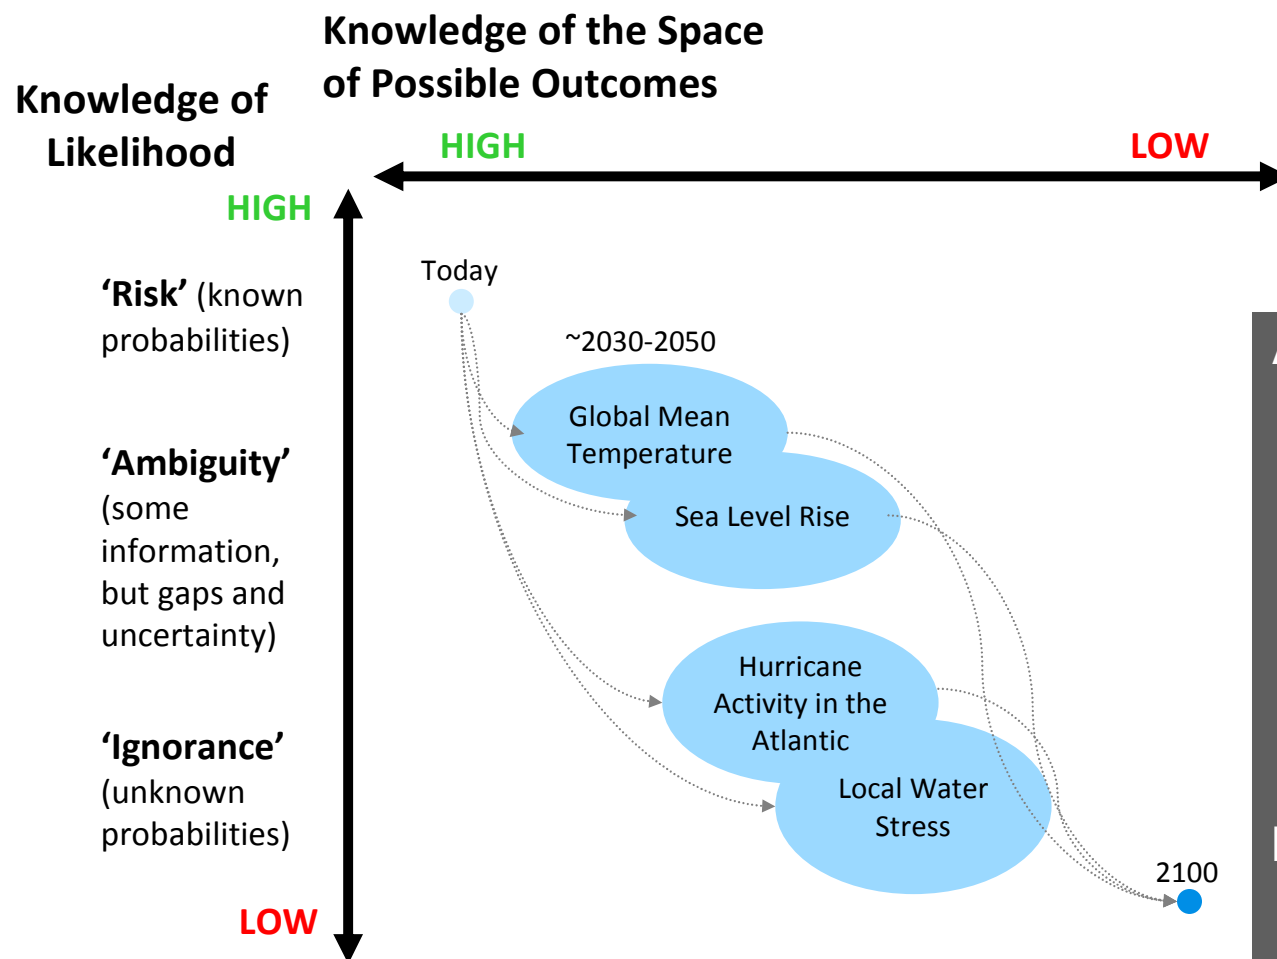 Knowledge of the Space
of Possible Outcomes
Knowledge of
Likelihood
HIGH
LOW
HIGH
Today
‘Risk’ (known
probabilities)
~2030-2050
Global Mean
Temperature
‘Ambiguity’
(some
information,
but gaps and
uncertainty)
Sea Level Rise
Hurricane
Activity in the
Atlantic
‘Ignorance’
(unknown
probabilities)
Local Water
Stress
2100
LOW